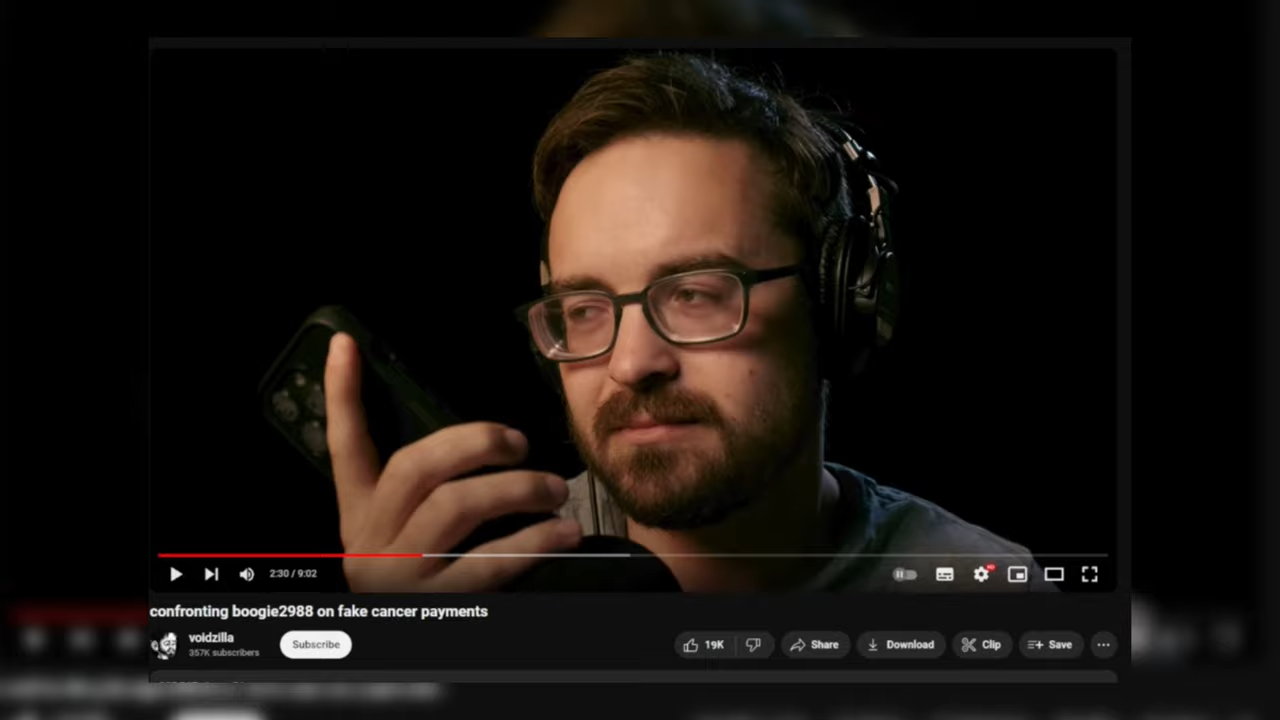 2:30 / 9:02
confronting boogie2988 on fake cancer payments
voidzilla
357K subscribers
Subscribe
19K
Share
Download
Clip
Save